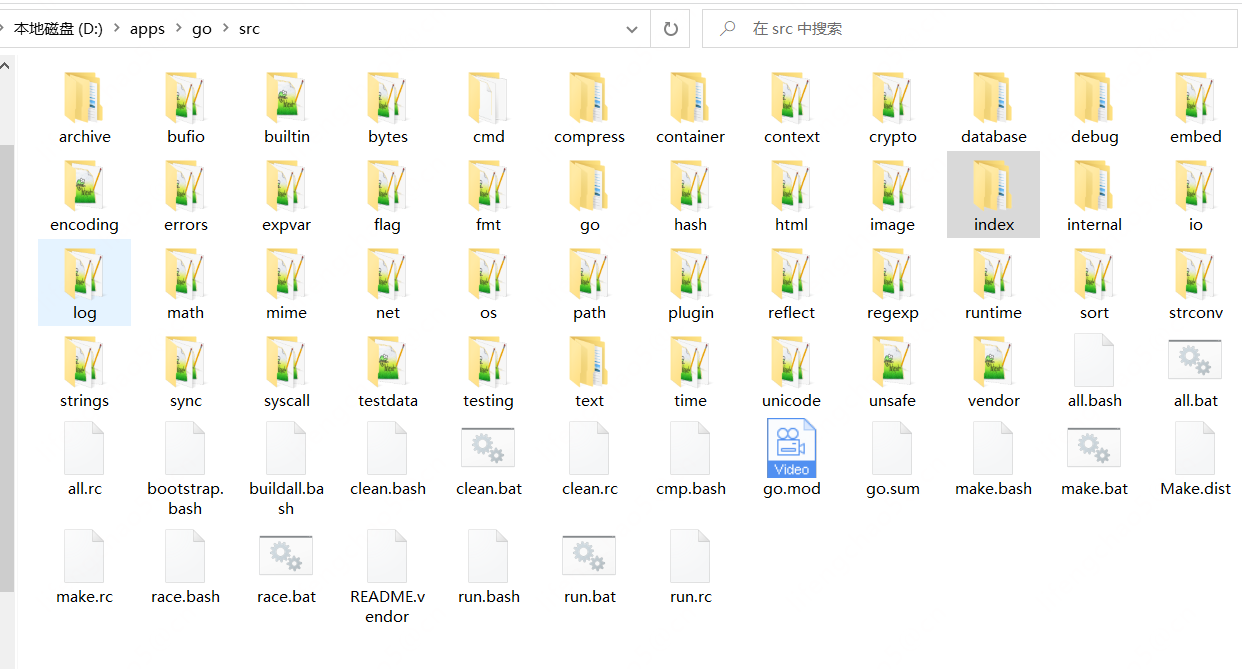 本地磁盘 (D:) > apps > go > src
在 src 中搜索
archive bufio builtin bytes cmd compress container context crypto database debug embed
encoding errors expvar flag fmt go hash html image index internal io
log math mime net os path plugin reflect regexp runtime sort strconv
strings sync syscall testdata testing text time unicode unsafe vendor all.bash all.bat
Video
all.rc bootstrap.bash buildall.bash clean.bash clean.bat clean.rc cmp.bash go.mod go.sum make.bash make.bat Make.dist
make.rc race.bash race.bat README.vendor run.bash run.bat run.rc